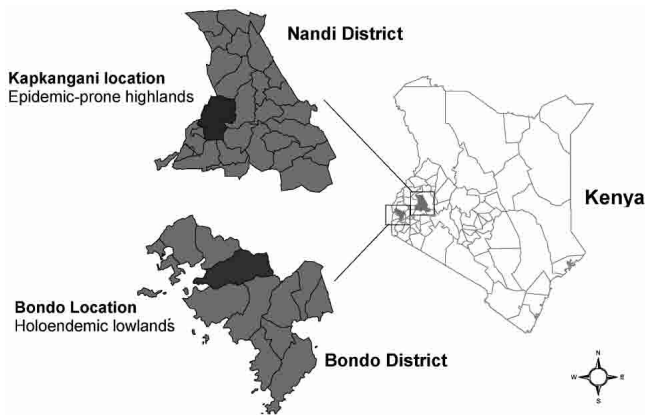 Nandi District
Kapkangani location
Epidemic-prone highlands
Kenya
Bondo Location
Holoendemic lowlands
Bondo District
N
W
E
S